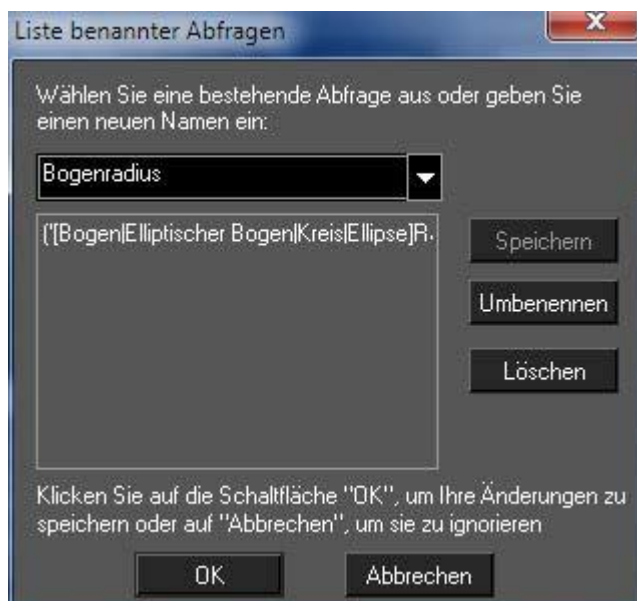 Liste benannter Abfragen
Wählen Sie eine bestehende Abfrage aus oder geben Sie
einen neuen Namen ein:
Bogenradius
('[Bogen|Elliptischer Bogen|Kreis|Ellipse]R
Speichern
Umbenennen
Löschen
Klicken Sie auf die Schaltfläche "OK", um Ihre Änderungen zu
speichern oder auf "Abbrechen", um sie zu ignorieren
OK
Abbrechen